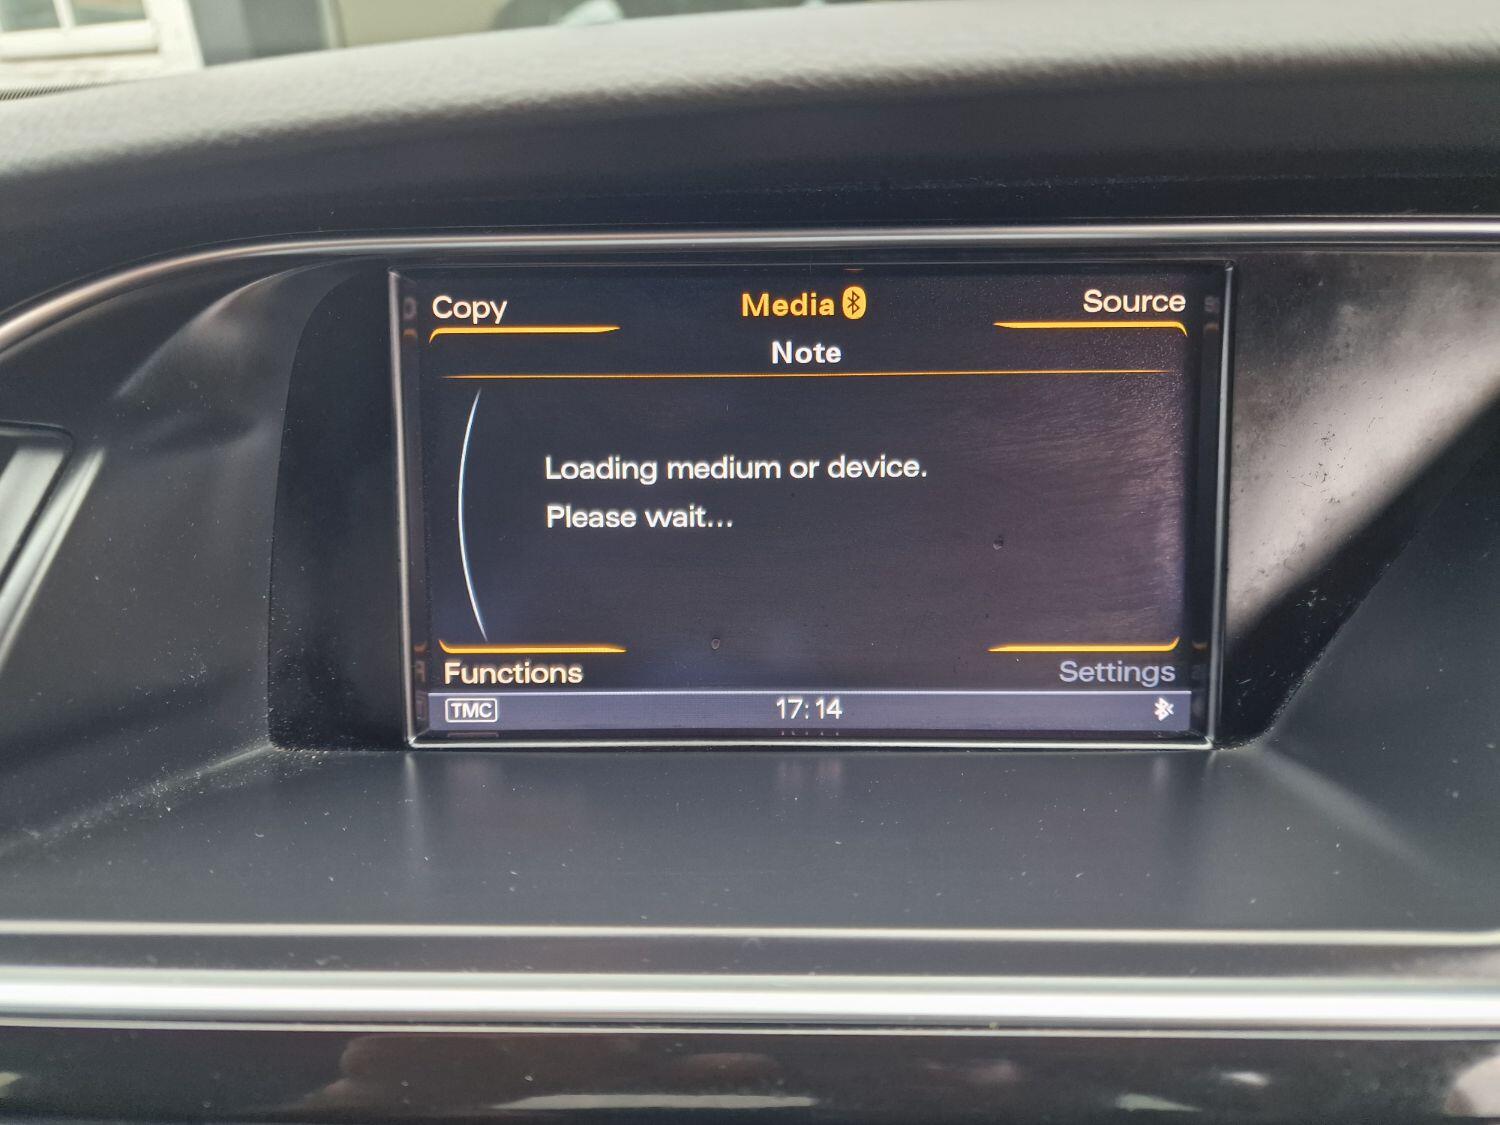 Copy
Media
Source
Note
Loading medium or device.
Please wait...
Functions
Settings
TMC
17:14